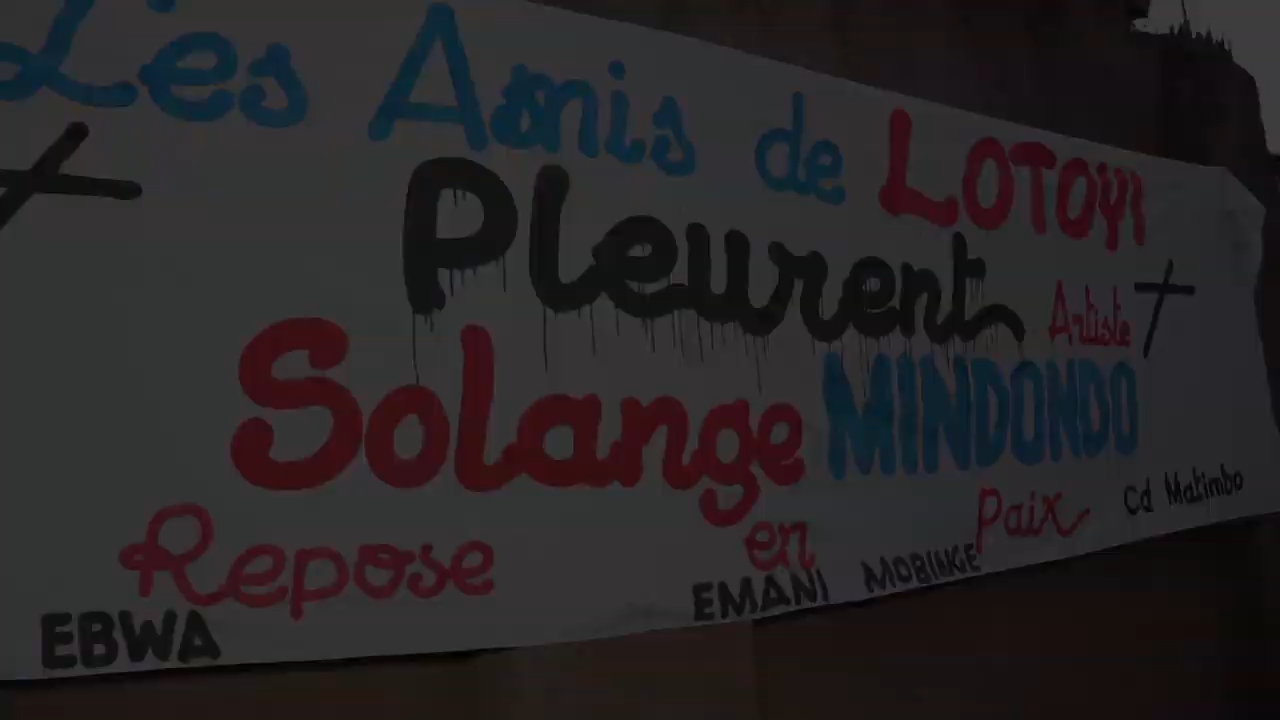 Les Amis de LOTOYI
Pleurent
Artiste
Solange MINDONDO
Repose en Paix
Cd Matimbo
EBWA EMANI MOBINGE